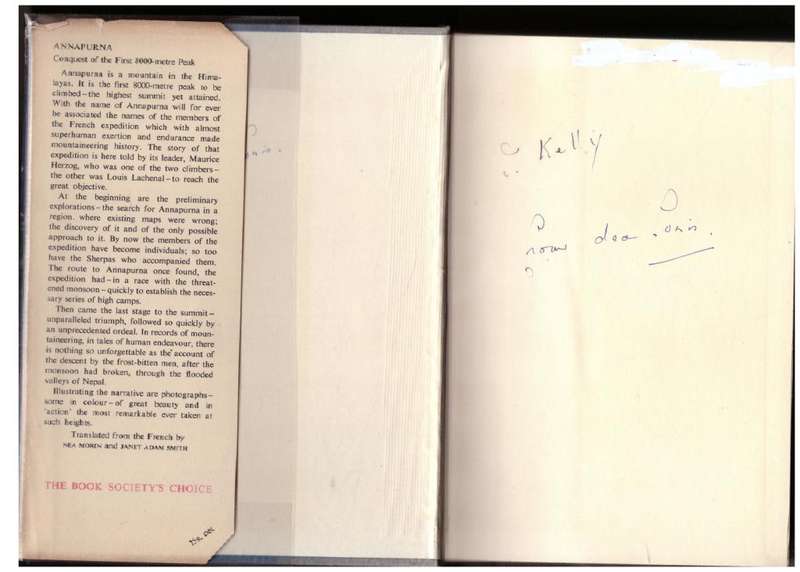 ANNAPURNA
Conquest of the First 8000-metre Peak
Annapurna is a mountain in the Hima-
layas. It is the first 8000-metre peak to be
climbed–the highest summit yet attained.
With the name of Annapurna will for ever
be associated the names of the members of
the French expedition which with almost
superhuman exertion and endurance made
mountaineering history. The story of that
expedition is here told by its leader, Maurice
Herzog, who was one of the two climbers–
the other was Louis Lachenal–to reach the
great objective.
At the beginning are the preliminary
explorations–the search for Annapurna in a
region where existing maps were wrong;
the discovery of it and of the only possible
approach to it. By now the members of the
expedition have become individuals; so too
have the Sherpas who accompanied them.
The route to Annapurna once found, the
expedition had–in a race with the threat-
ened monsoon–quickly to establish the neces-
sary series of high camps.
Then came the last stage to the summit–
unparalleled triumph, followed so quickly by
an unprecedented ordeal. In records of moun-
taineering, in tales of human endeavour, there
is nothing so unforgettable as the account of
the descent by the frost-bitten men, after the
monsoon had broken, through the flooded
valleys of Nepal.
Illustrating the narrative are photographs–
some in colour–of great beauty and in
'action' the most remarkable ever taken at
such heights.
Translated from the French by
NEA MORIN and JANET ADAM SMITH
THE BOOK SOCIETY'S CHOICE
Kelly